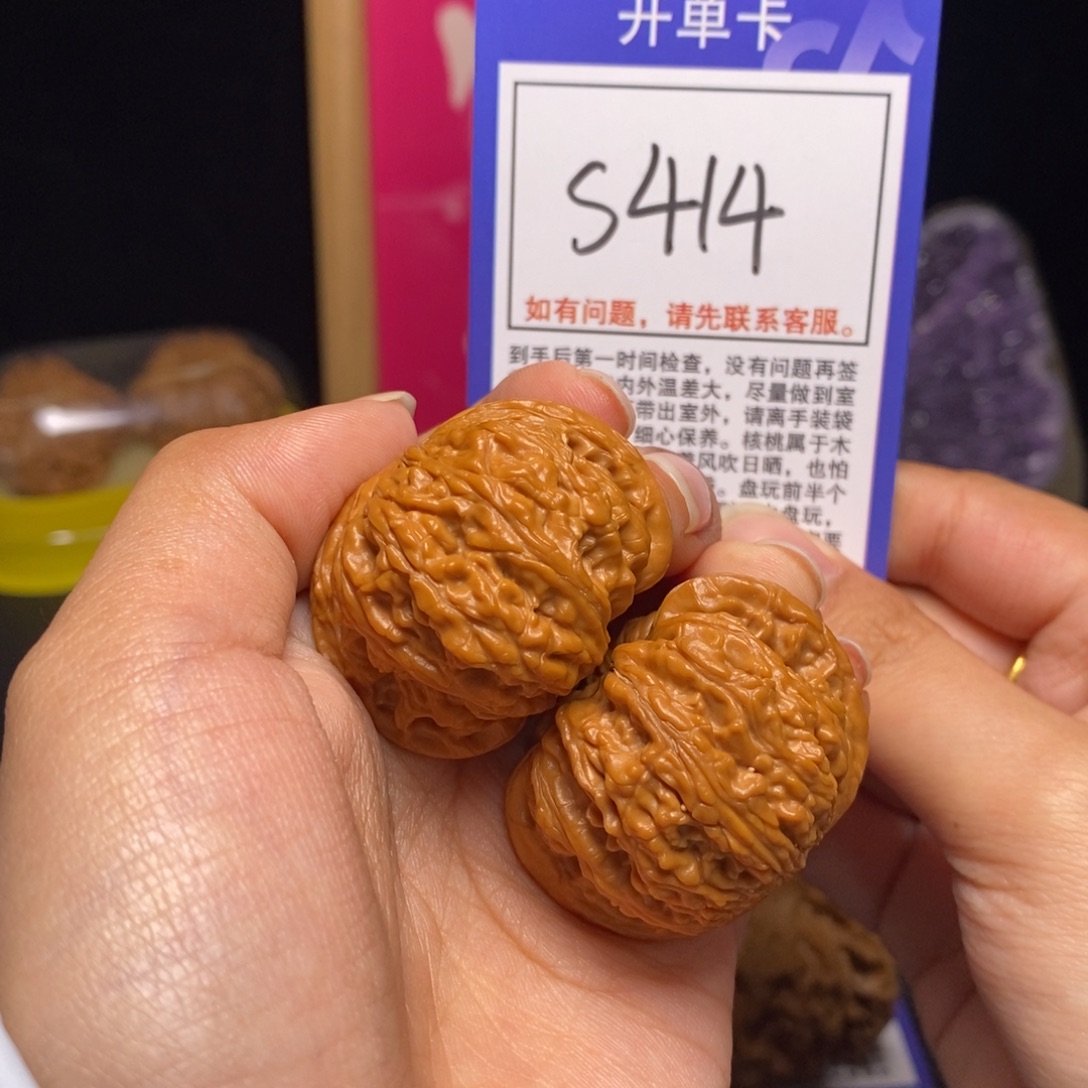 开单卡
S414
如有问题，请先联系客服。
到手后第一时间检查，没有问题再签
内外温差大，尽量做到室
带出室外，请离手装袋
细心保养。核桃属于木
风吹日晒，也怕
。盘玩前半个
盘玩，